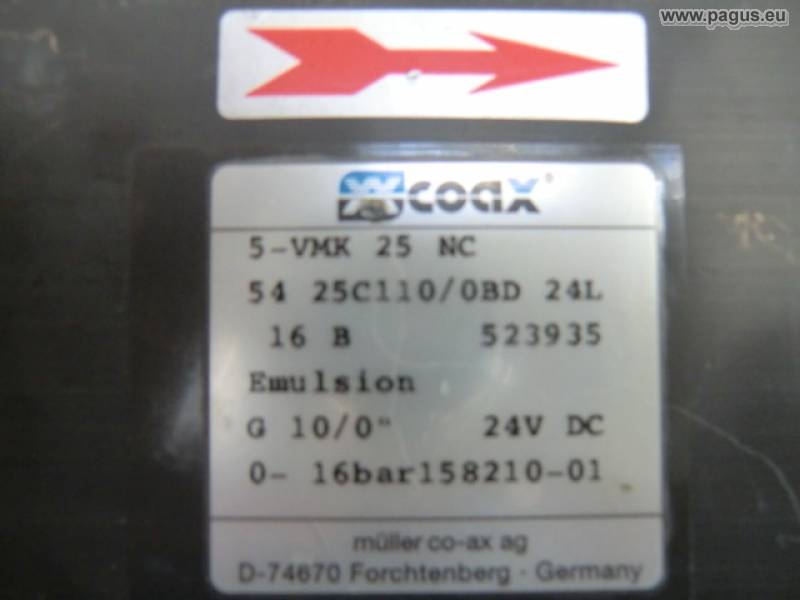 www.pagus.eu
coax®
5-VMK 25 NC
54 25C110/0BD 24L
16 B 523935
Emulsion
G 10/0" 24V DC
0- 16bar158210-01
müller co-ax ag
D-74670 Forchtenberg · Germany